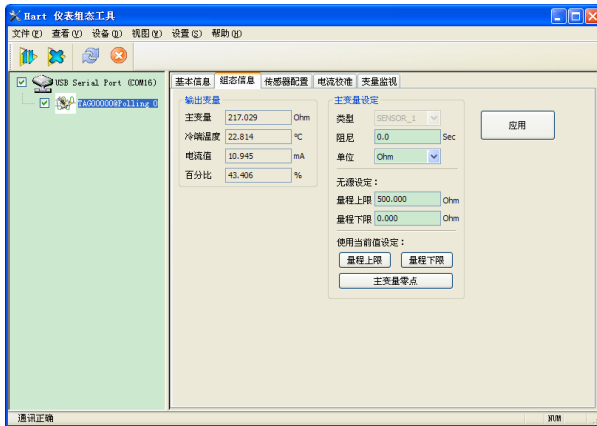 Hart 仪表组态工具
文件(F) 查看(V) 设备(D) 视图(V) 设置(S) 帮助(H)
USB Serial Port (COM16)
TAG00000@Polling 0
基本信息 组态信息 传感器配置 电流校准 变量监视
输出变量
主变量 217.029 Ohm
冷端温度 22.814 ℃
电流值 10.945 mA
百分比 43.406 %
主变量设定
类型 SENSOR_1
阻尼 0.0 Sec
单位 Ohm
无源设定：
量程上限 500.000 Ohm
量程下限 0.000 Ohm
使用当前值设定：
量程上限 量程下限
主变量零点
应用
通讯正确 NUM